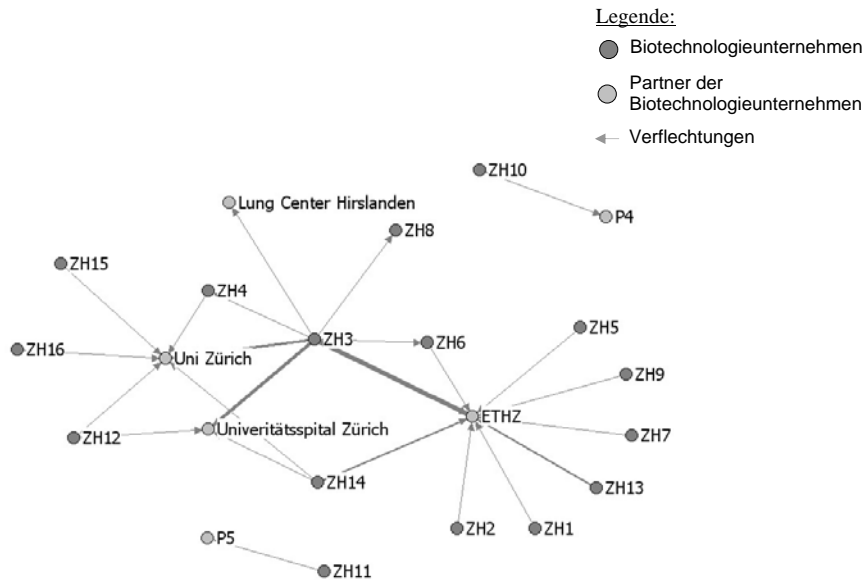 Legende:
Biotechnologieunternehmen
Partner der
Biotechnologieunternehmen
Verflechtungen
ZH10
Lung Center Hirslanden
P4
ZH8
ZH15
ZH4
ZH5
ZH3
ZH6
ZH16
Uni Zürich
ZH9
ETHZ
Univeritätsspital Zürich
ZH7
ZH12
ZH14
ZH13
ZH2
ZH1
P5
ZH11